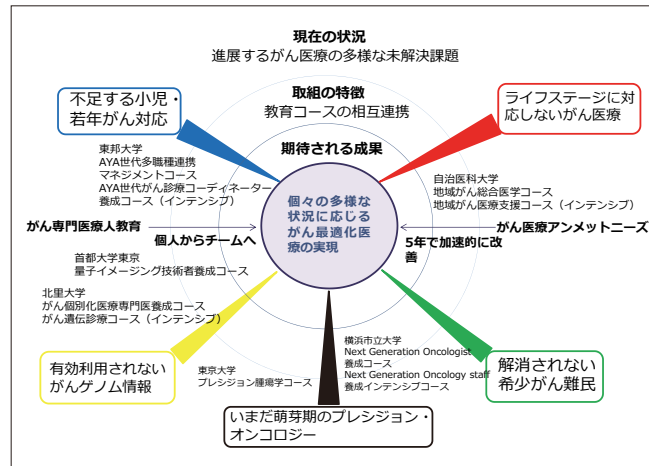 現在の状況
進展するがん医療の多様な未解決課題
不足する小児・
若年がん対応
取組の特徴
教育コースの相互連携
ライフステージに対
応しないがん医療
期待される成果
東邦大学
AYA世代多職種連携
マネジメントコース
AYA世代がん診療コーディネーター
養成コース（インテンシブ）
自治医科大学
地域がん総合医学コース
地域がん医療支援コース（インテンシブ）
個々の多様な
状況に応じる
がん最適化医
療の実現
がん専門医療人教育
個人からチームへ
がん医療アンメットニーズ
5年で加速的に改
善
首都大学東京
量子イメージング技術者養成コース
北里大学
がん個別化医療専門医養成コース
がん遺伝診療コース（インテンシブ）
有効利用されない
がんゲノム情報
東京大学
プレシジョン腫瘍学コース
横浜市立大学
Next Generation Oncologist
養成コース
Next Generation Oncology staff
養成インテンシブコース
解消されない
希少がん難民
いまだ萌芽期のプレシジョン・
オンコロジー